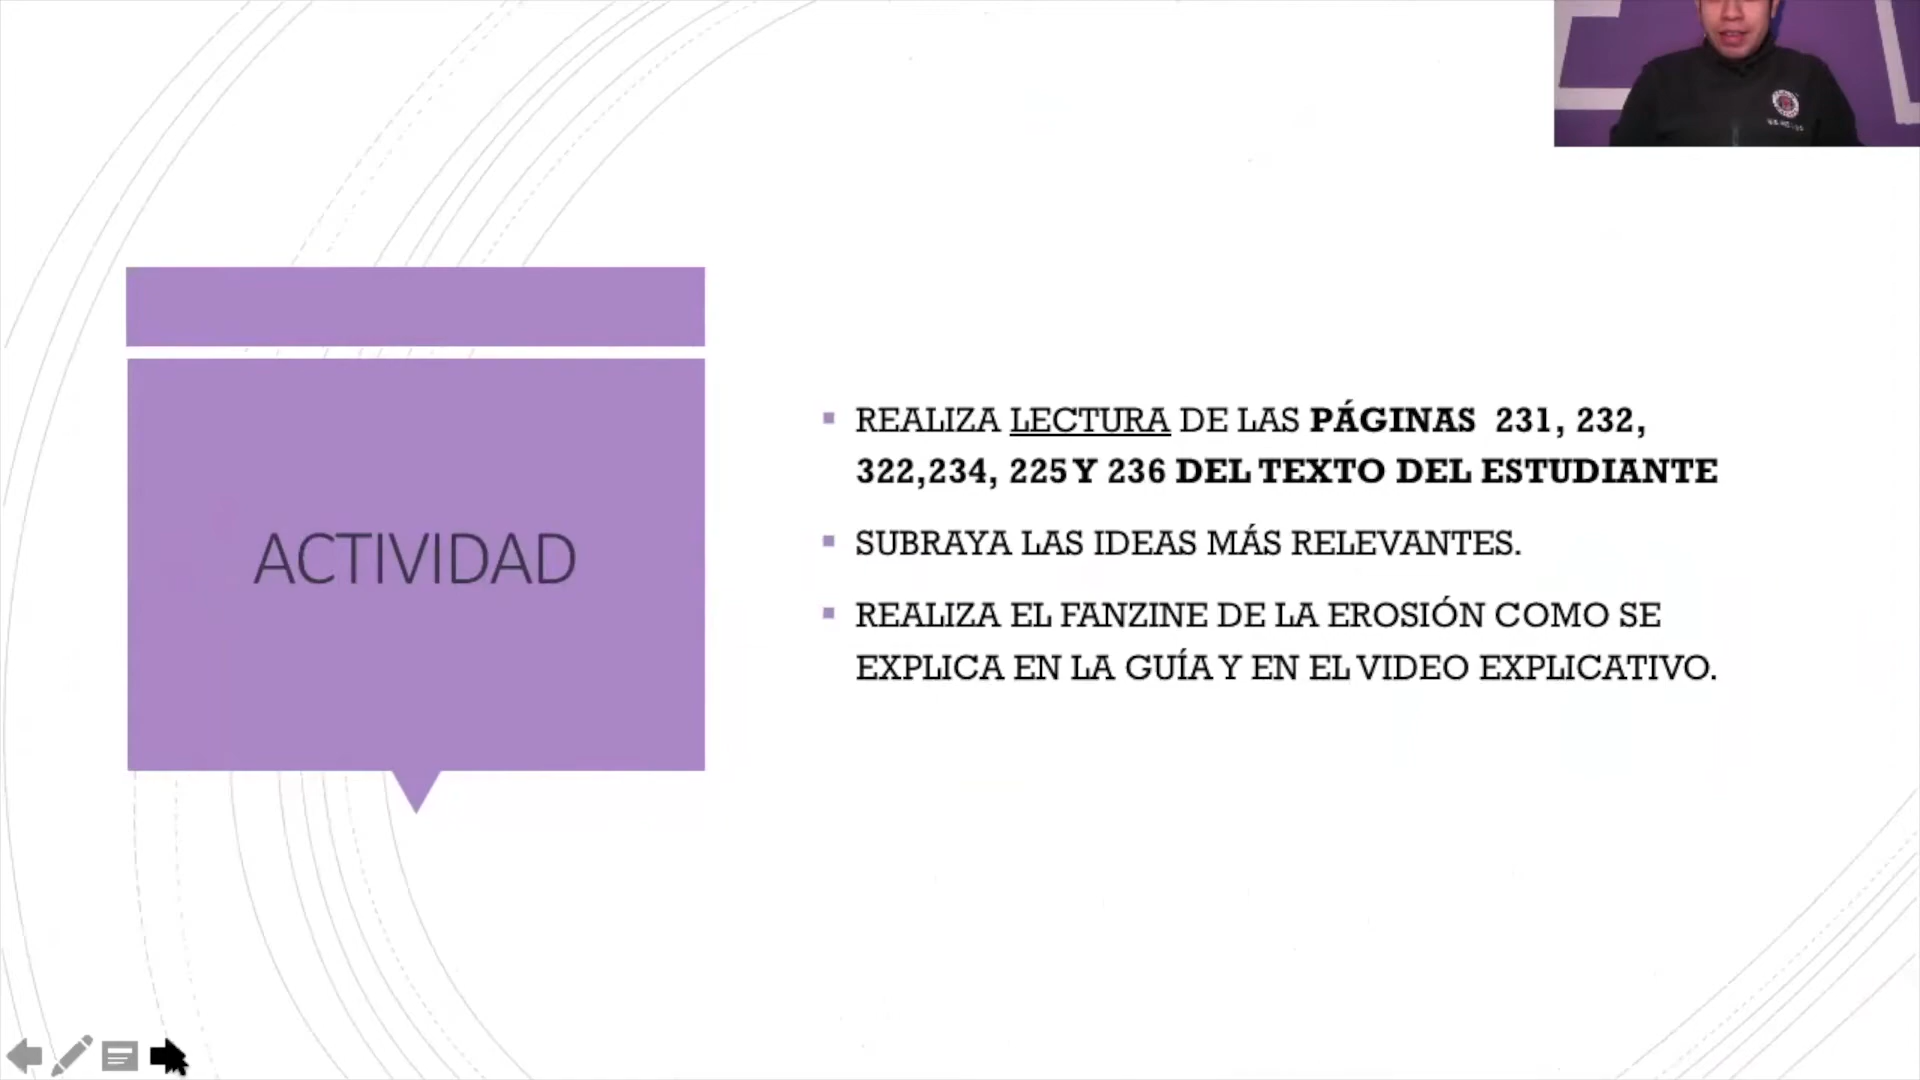 ACTIVIDAD
REALIZA LECTURA DE LAS PÁGINAS 231, 232,
322,234, 225 Y 236 DEL TEXTO DEL ESTUDIANTE
SUBRAYA LAS IDEAS MÁS RELEVANTES.
REALIZA EL FANZINE DE LA EROSIÓN COMO SE
EXPLICA EN LA GUÍA Y EN EL VIDEO EXPLICATIVO.